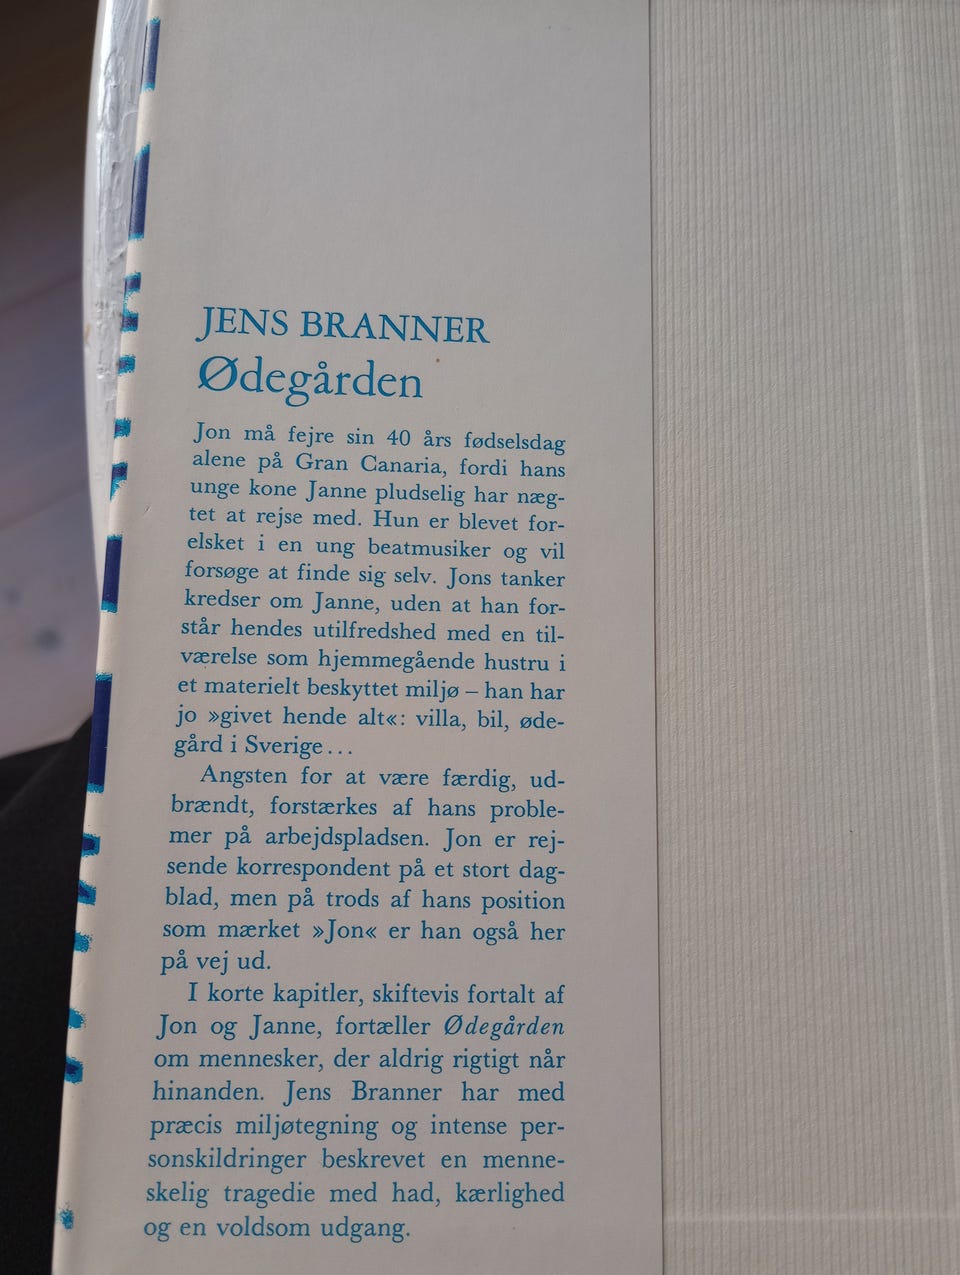 JENS BRANNER
Ødegården
Jon må fejre sin 40 års fødselsdag
alene på Gran Canaria, fordi hans
unge kone Janne pludselig har næg-
tet at rejse med. Hun er blevet for-
elsket i en ung beatmusiker og vil
forsøge at finde sig selv. Jons tanker
kredser om Janne, uden at han for-
står hendes utilfredshed med en til-
værelse som hjemmegående hustru i
et materielt beskyttet miljø – han har
jo »givet hende alt«: villa, bil, øde-
gård i Sverige...
Angsten for at være færdig, ud-
brændt, forstærkes af hans proble-
mer på arbejdspladsen. Jon er rej-
sende korrespondent på et stort dag-
blad, men på trods af hans position
som mærket »Jon« er han også her
på vej ud.
I korte kapitler, skiftevis fortalt af
Jon og Janne, fortæller Ødegården
om mennesker, der aldrig rigtigt når
hinanden. Jens Branner har med
præcis miljøtegning og intense per-
sonskildringer beskrevet en menne-
skelig tragedie med had, kærlighed
og en voldsom udgang.